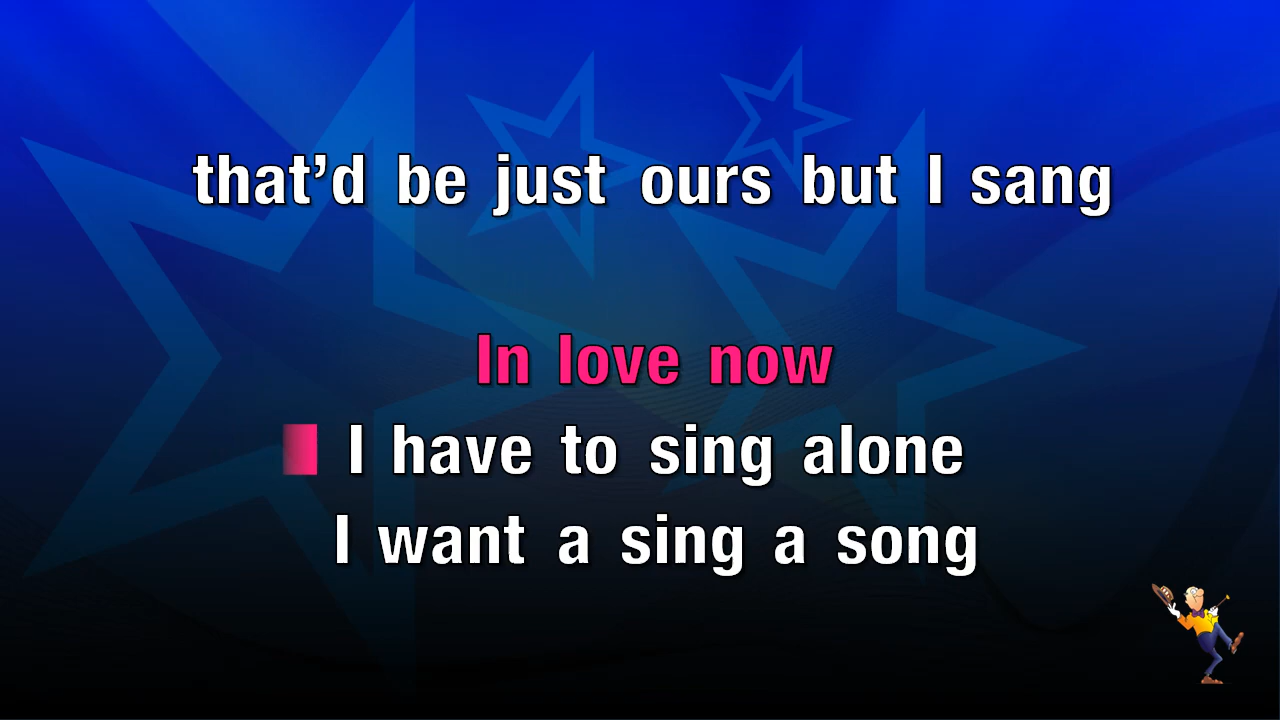 that’d be just ours but I sang
In love now
I have to sing alone
I want a sing a song